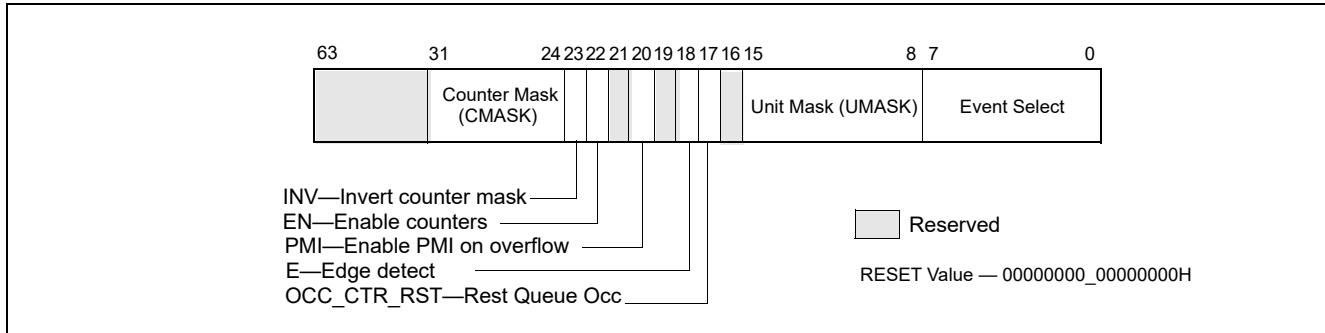 63 31 24 23 22 21 20 19 18 17 16 15 8 7 0
Counter Mask
(CMASK)
Unit Mask (UMASK)
Event Select
INV—Invert counter mask
EN—Enable counters
PMI—Enable PMI on overflow
E—Edge detect
OCC_CTR_RST—Rest Queue Occ
Reserved
RESET Value — 00000000_00000000H